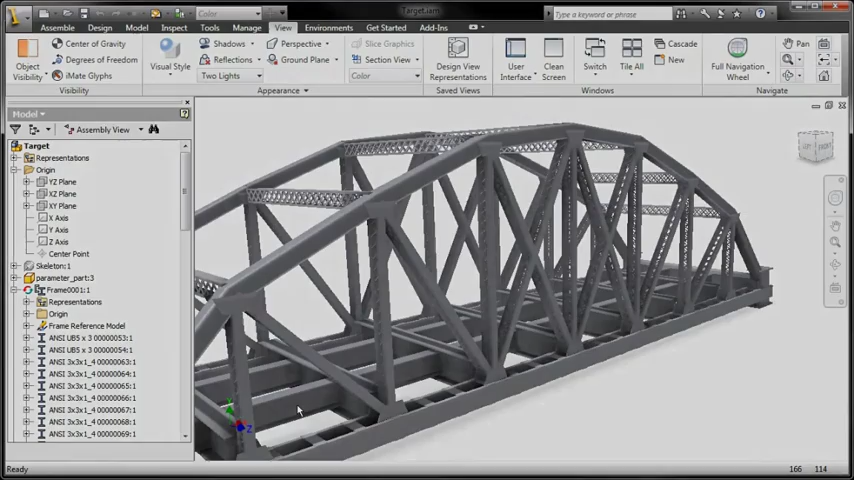 Color
Target.iam
Type a keyword or phrase
Assemble Design Model Inspect Tools Manage View Environments Get Started Add-Ins
Object Visibility
Center of Gravity
Degrees of Freedom
iMate Glyphs
Visibility
Visual Style
Shadows
Reflections
Two Lights
Perspective
Ground Plane
Slice Graphics
Section View
Color
Appearance
Design View Representations
Saved Views
User Interface
Clean Screen
Switch
Tile All
Cascade
New
Windows
Full Navigation Wheel
Pan
Zoom
Navigate
Model
Assembly View
Target
Representations
Origin
YZ Plane
XZ Plane
XY Plane
X Axis
Y Axis
Z Axis
Center Point
Skeleton:1
parameter_part:3
Frame0001:1
Representations
Origin
Frame Reference Model
ANSI UB5 x 3 00000053:1
ANSI UB5 x 3 00000054:1
ANSI 3x3x1_4 00000063:1
ANSI 3x3x1_4 00000064:1
ANSI 3x3x1_4 00000065:1
ANSI 3x3x1_4 00000066:1
ANSI 3x3x1_4 00000067:1
ANSI 3x3x1_4 00000068:1
ANSI 3x3x1_4 00000069:1
LEFT
FRONT
Z
Ready
166 114